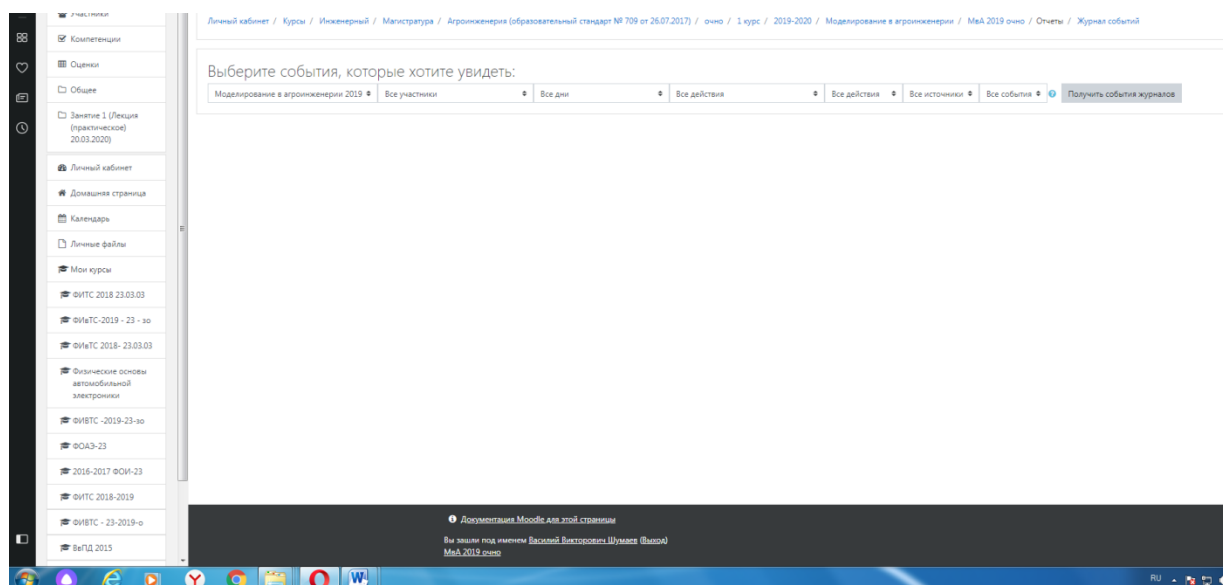 Участники
Компетенции
Оценки
Общее
Занятие 1 (Лекция
(практическое)
20.03.2020)
Личный кабинет
Домашняя страница
Календарь
Личные файлы
Мои курсы
ФИТС 2018 23.03.03
ФИвТС-2019 - 23 - зо
ФИвТС 2018- 23.03.03
Физические основы
автомобильной
электроники
ФИВТС -2019-23-зо
ФОАЭ-23
2016-2017 ФОИ-23
ФИТС 2018-2019
ФИВТС - 23-2019-о
ВвПД 2015
Личный кабинет / Курсы / Инженерный / Магистратура / Агроинженерия (образовательный стандарт № 709 от 26.07.2017) / очно / 1 курс / 2019-2020 / Моделирование в агроинженерии / МвА 2019 очно / Отчеты / Журнал событий
Выберите события, которые хотите увидеть:
Моделирование в агроинженерии 2019 Все участники Все дни Все действия Все действия Все источники Все события Получить события журналов
Документация Moodle для этой страницы
Вы зашли под именем Василий Викторович Шумаев (Выход)
МвА 2019 очно
RU